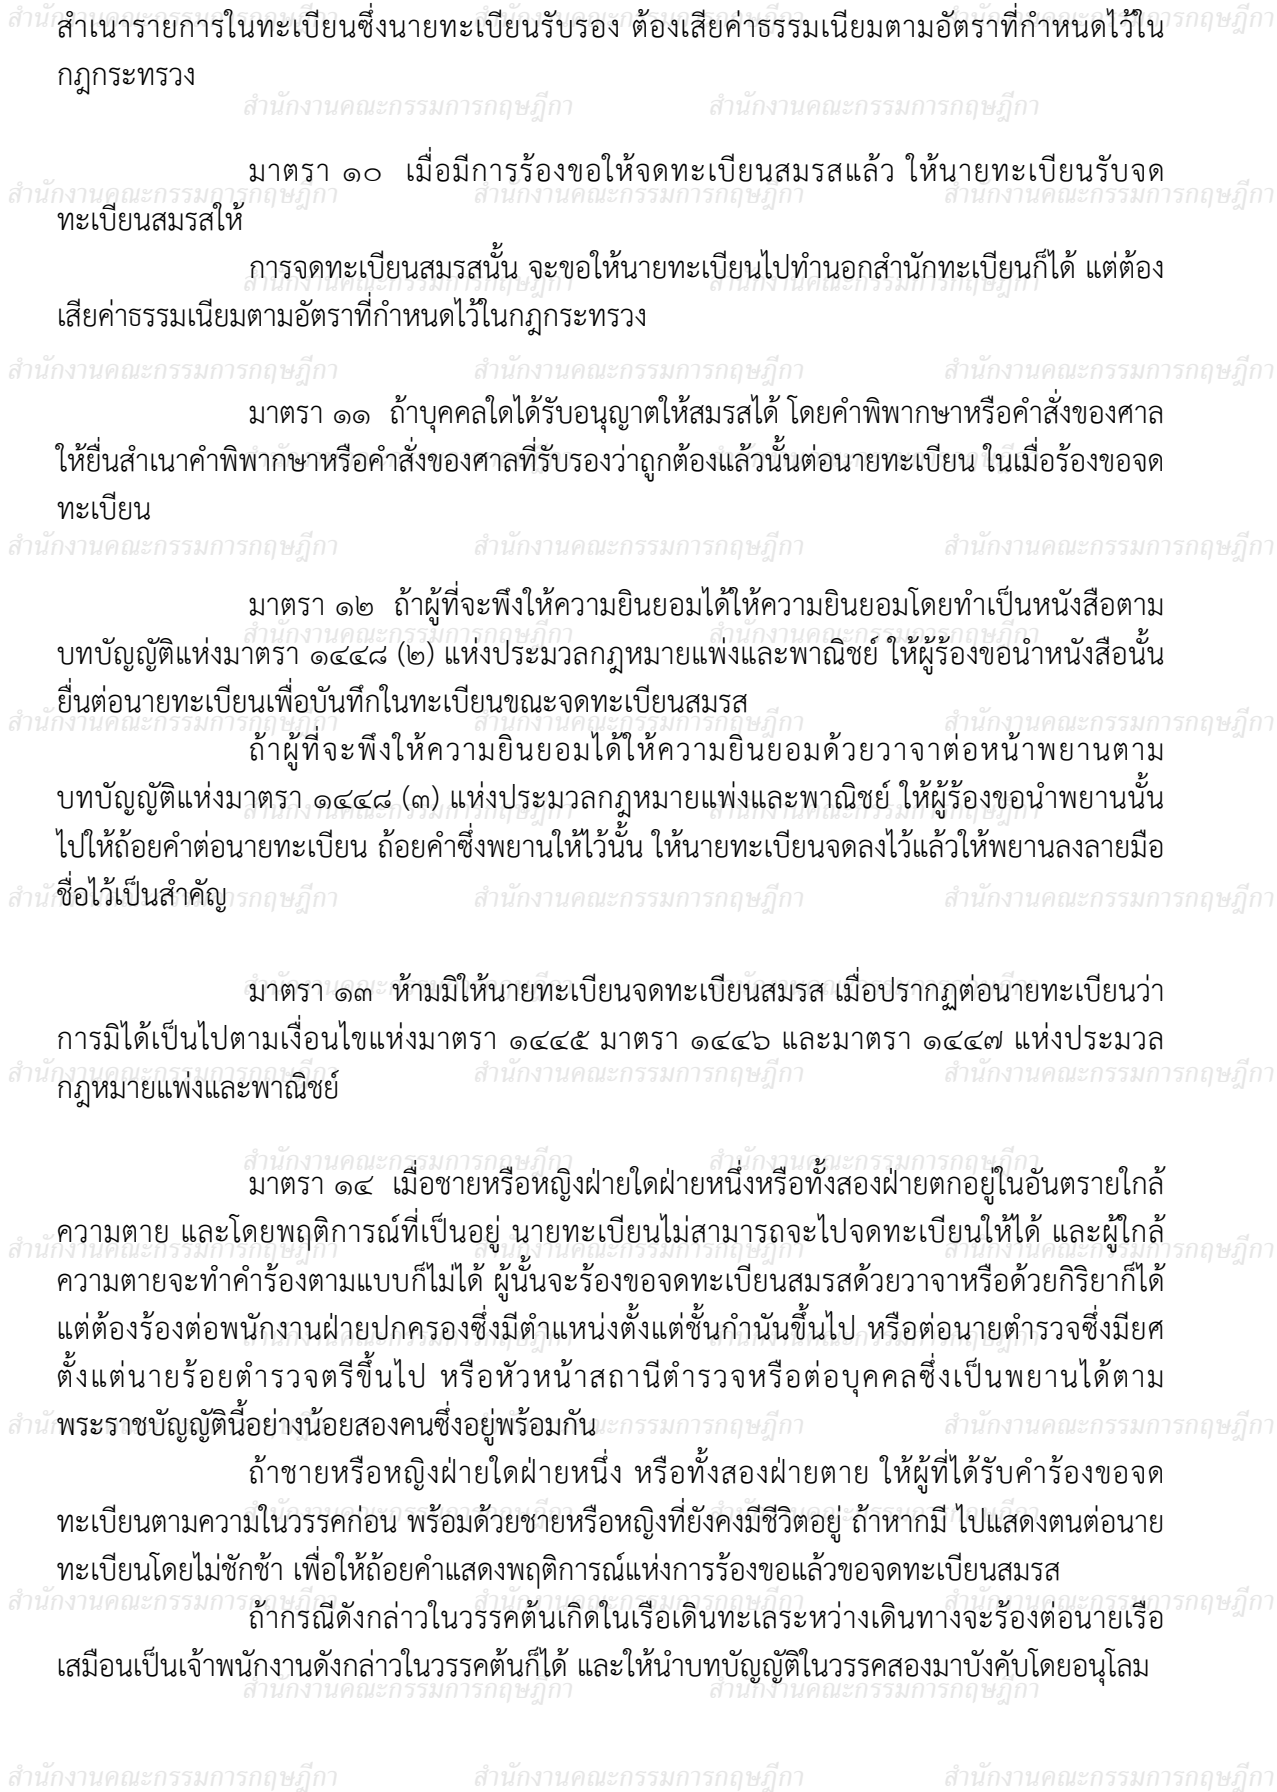 สำเนารายการในทะเบียนซึ่งนายทะเบียนรับรอง ต้องเสียค่าธรรมเนียมตามอัตราที่กำหนดไว้ใน
กฎกระทรวง
มาตรา ๑๐ เมื่อมีการร้องขอให้จดทะเบียนสมรสแล้ว ให้นายทะเบียนรับจด
ทะเบียนสมรสให้
การจดทะเบียนสมรสนั้น จะขอให้นายทะเบียนไปทำนอกสำนักทะเบียนก็ได้ แต่ต้อง
เสียค่าธรรมเนียมตามอัตราที่กำหนดไว้ในกฎกระทรวง
มาตรา ๑๑ ถ้าบุคคลใดได้รับอนุญาตให้สมรสได้ โดยคำพิพากษาหรือคำสั่งของศาล
ให้ยื่นสำเนาคำพิพากษาหรือคำสั่งของศาลที่รับรองว่าถูกต้องแล้วนั้นต่อนายทะเบียน ในเมื่อร้องขอจด
ทะเบียน
มาตรา ๑๒ ถ้าผู้ที่จะพึงให้ความยินยอมได้ให้ความยินยอมโดยทำเป็นหนังสือตาม
บทบัญญัติแห่งมาตรา ๑๔๔๘ (๒) แห่งประมวลกฎหมายแพ่งและพาณิชย์ ให้ผู้ร้องขอนำหนังสือนั้น
ยื่นต่อนายทะเบียนเพื่อบันทึกในทะเบียนขณะจดทะเบียนสมรส
ถ้าผู้ที่จะพึงให้ความยินยอมได้ให้ความยินยอมด้วยวาจาต่อหน้าพยานตาม
บทบัญญัติแห่งมาตรา ๑๔๔๘ (๓) แห่งประมวลกฎหมายแพ่งและพาณิชย์ ให้ผู้ร้องขอนำพยานนั้น
ไปให้ถ้อยคำต่อนายทะเบียน ถ้อยคำซึ่งพยานให้ไว้นั้น ให้นายทะเบียนจดลงไว้แล้วให้พยานลงลายมือ
ชื่อไว้เป็นสำคัญ
มาตรา ๑๓ ห้ามมิให้นายทะเบียนจดทะเบียนสมรส เมื่อปรากฏต่อนายทะเบียนว่า
การมิได้เป็นไปตามเงื่อนไขแห่งมาตรา ๑๔๔๕ มาตรา ๑๔๔๖ และมาตรา ๑๔๔๗ แห่งประมวล
กฎหมายแพ่งและพาณิชย์
มาตรา ๑๔ เมื่อชายหรือหญิงฝ่ายใดฝ่ายหนึ่งหรือทั้งสองฝ่ายตกอยู่ในอันตรายใกล้
ความตาย และโดยพฤติการณ์ที่เป็นอยู่ นายทะเบียนไม่สามารถจะไปจดทะเบียนให้ได้ และผู้ใกล้
ความตายจะทำคำร้องตามแบบก็ไม่ได้ ผู้นั้นจะร้องขอจดทะเบียนสมรสด้วยวาจาหรือด้วยกิริยาก็ได้
แต่ต้องร้องต่อพนักงานฝ่ายปกครองซึ่งมีตำแหน่งตั้งแต่ชั้นกำนันขึ้นไป หรือต่อนายตำรวจซึ่งมียศ
ตั้งแต่นายร้อยตำรวจตรีขึ้นไป หรือหัวหน้าสถานีตำรวจหรือต่อบุคคลซึ่งเป็นพยานได้ตาม
พระราชบัญญัตินี้อย่างน้อยสองคนซึ่งอยู่พร้อมกัน
ถ้าชายหรือหญิงฝ่ายใดฝ่ายหนึ่ง หรือทั้งสองฝ่ายตาย ให้ผู้ที่ได้รับคำร้องขอจด
ทะเบียนตามความในวรรคก่อน พร้อมด้วยชายหรือหญิงที่ยังคงมีชีวิตอยู่ ถ้าหากมี ไปแสดงตนต่อนาย
ทะเบียนโดยไม่ชักช้า เพื่อให้ถ้อยคำแสดงพฤติการณ์แห่งการร้องขอแล้วขอจดทะเบียนสมรส
ถ้ากรณีดังกล่าวในวรรคต้นเกิดในเรือเดินทะเลระหว่างเดินทางจะร้องต่อนายเรือ
เสมือนเป็นเจ้าพนักงานดังกล่าวในวรรคต้นก็ได้ และให้นำบทบัญญัติในวรรคสองมาบังคับโดยอนุโลม
สำนักงานคณะกรรมการกฤษฎีกา สำนักงานคณะกรรมการกฤษฎีกา สำนักงานคณะกรรมการกฤษฎีกา